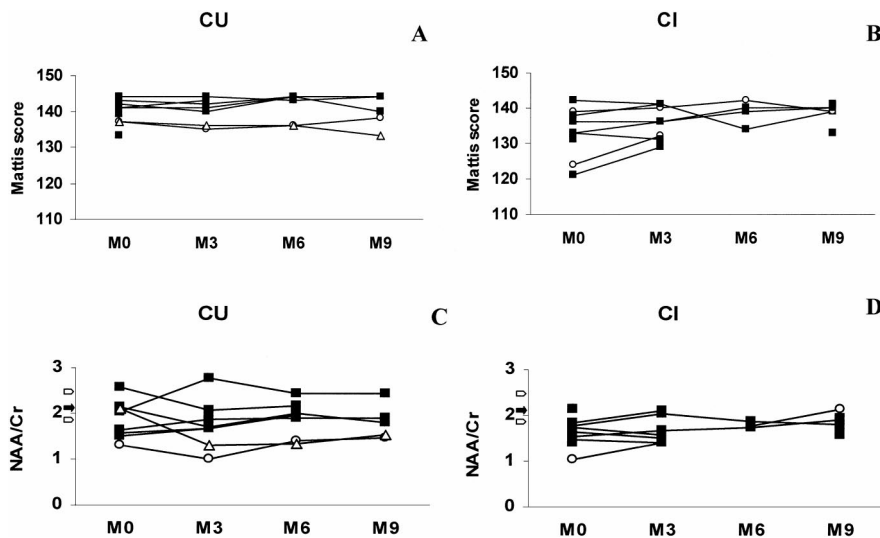 CU
A
Mattis score
150
140
130
120
110
M0 M3 M6 M9
CI
B
Mattis score
150
140
130
120
110
M0 M3 M6 M9
CU
C
NAA/Cr
3
2
1
0
M0 M3 M6 M9
CI
D
NAA/Cr
3
2
1
0
M0 M3 M6 M9